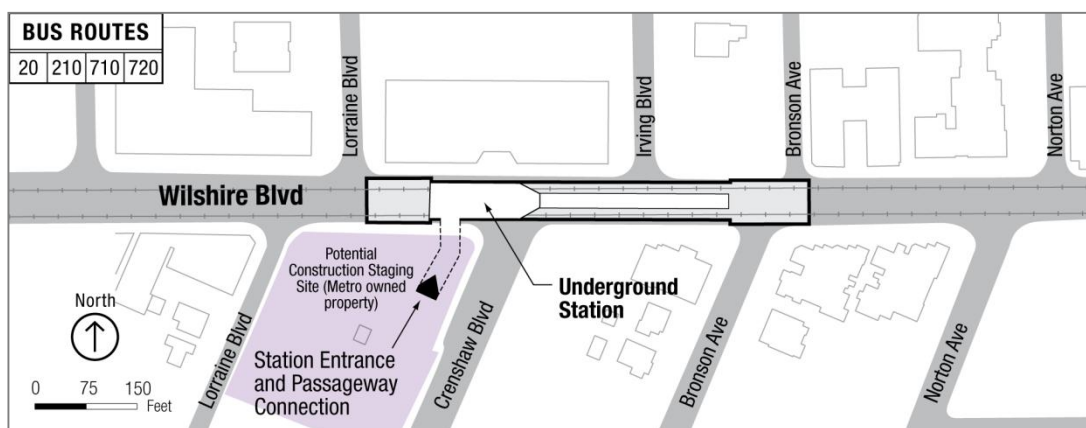 BUS ROUTES
20 210 710 720
Lorraine Blvd
Irving Blvd
Bronson Ave
Norton Ave
Wilshire Blvd
Potential
Construction Staging
Site (Metro owned
property)
Underground
Station
North
0 75 150
Feet
Station Entrance
and Passageway
Connection
Lorraine Blvd
Crenshaw Blvd
Bronson Ave
Norton Ave